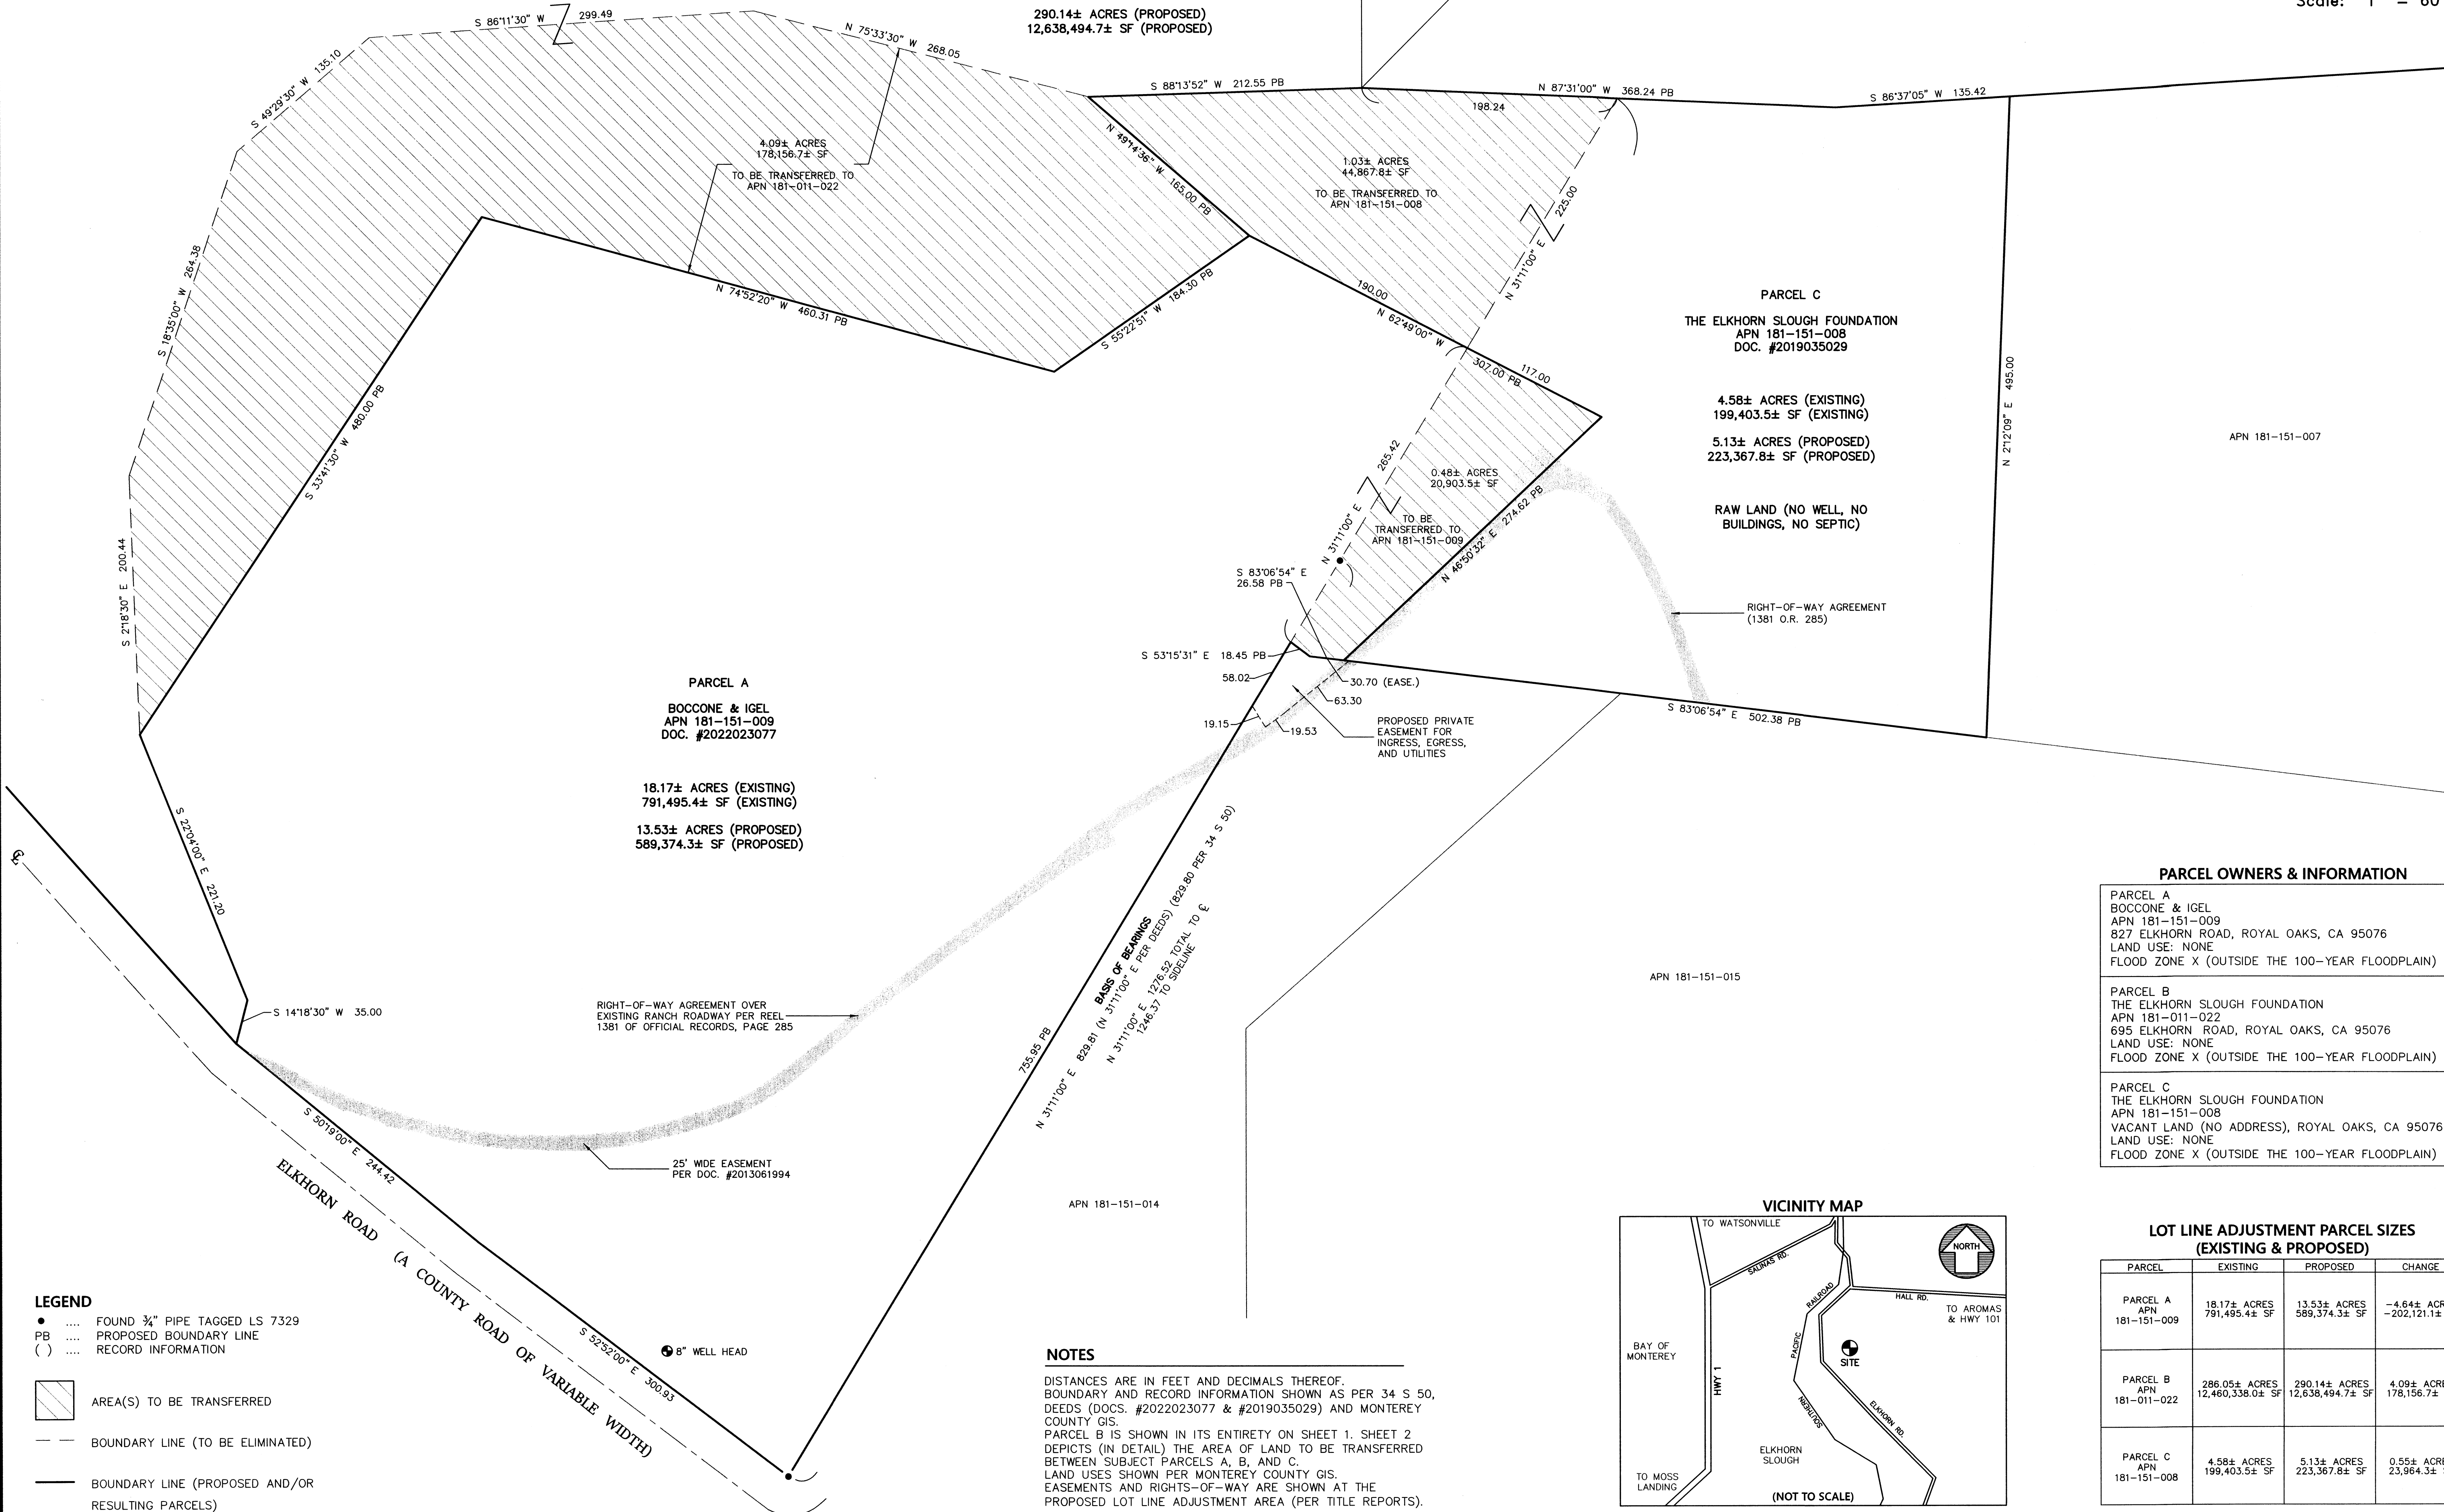 Scale: 1" = 60'
290.14± ACRES (PROPOSED)
12,638,494.7± SF (PROPOSED)
S 86°11'30" W 299.49
N 75°33'30" W 268.05
S 49°29'30" W 135.10
S 88°13'52" W 212.55 PB
N 87°31'00" W 368.24 PB
198.24
S 86°37'05" W 135.42
4.09± ACRES
178,156.7± SF
TO BE TRANSFERRED TO
APN 181-011-022
N 49°14'36" W 165.00 PB
1.03± ACRES
44,867.8± SF
TO BE TRANSFERRED TO
APN 181-151-008
N 31°11'00" E 225.00
S 18°35'00" W 264.38
N 74°52'20" W 460.31 PB
S 55°22'51" W 184.30 PB
190.00
N 62°49'00" W 307.00 PB
117.00
S 33°41'30" W 480.00 PB
S 2°18'30" E 200.44
PARCEL C
THE ELKHORN SLOUGH FOUNDATION
APN 181-151-008
DOC. #2019035029
4.58± ACRES (EXISTING)
199,403.5± SF (EXISTING)
5.13± ACRES (PROPOSED)
223,367.8± SF (PROPOSED)
RAW LAND (NO WELL, NO
BUILDINGS, NO SEPTIC)
N 2°12'09" E 495.00
APN 181-151-007
N 31°11'00" E 265.42
0.48± ACRES
20,903.5± SF
TO BE
TRANSFERRED TO
APN 181-151-009
N 46°50'32" E 274.62 PB
S 83°06'54" E
26.58 PB
RIGHT-OF-WAY AGREEMENT
(1381 O.R. 285)
S 53°15'31" E 18.45 PB
58.02
30.70 (EASE.)
63.30
19.15
19.53
PROPOSED PRIVATE
EASEMENT FOR
INGRESS, EGRESS,
AND UTILITIES
S 83°06'54" E 502.38 PB
PARCEL A
BOCCONE & IGEL
APN 181-151-009
DOC. #2022023077
18.17± ACRES (EXISTING)
791,495.4± SF (EXISTING)
13.53± ACRES (PROPOSED)
589,374.3± SF (PROPOSED)
S 22°04'00" E 221.20
℄
S 14°18'30" W 35.00
RIGHT-OF-WAY AGREEMENT OVER
EXISTING RANCH ROADWAY PER REEL
1381 OF OFFICIAL RECORDS, PAGE 285
755.95 PB
BASIS OF BEARINGS
N 31°11'00" E 829.81 (N 31°11'00" E PER DEEDS) (829.80 PER 34 S 50)
N 31°11'00" E 1276.52 TOTAL TO ℄
1246.37 TO SIDELINE
APN 181-151-015
S 50°19'00" E 244.42
25' WIDE EASEMENT
PER DOC. #2013061994
APN 181-151-014
ELKHORN ROAD (A COUNTY ROAD OF VARIABLE WIDTH)
S 52°52'00" E 300.93
8" WELL HEAD
LEGEND
.... FOUND ¾" PIPE TAGGED LS 7329
PB .... PROPOSED BOUNDARY LINE
( ) .... RECORD INFORMATION
AREA(S) TO BE TRANSFERRED
BOUNDARY LINE (TO BE ELIMINATED)
BOUNDARY LINE (PROPOSED AND/OR
RESULTING PARCELS)
NOTES
DISTANCES ARE IN FEET AND DECIMALS THEREOF.
BOUNDARY AND RECORD INFORMATION SHOWN AS PER 34 S 50,
DEEDS (DOCS. #2022023077 & #2019035029) AND MONTEREY
COUNTY GIS.
PARCEL B IS SHOWN IN ITS ENTIRETY ON SHEET 1. SHEET 2
DEPICTS (IN DETAIL) THE AREA OF LAND TO BE TRANSFERRED
BETWEEN SUBJECT PARCELS A, B, AND C.
LAND USES SHOWN PER MONTEREY COUNTY GIS.
EASEMENTS AND RIGHTS-OF-WAY ARE SHOWN AT THE
PROPOSED LOT LINE ADJUSTMENT AREA (PER TITLE REPORTS).
VICINITY MAP
TO WATSONVILLE
SALINAS RD.
NORTH
RAILROAD
HALL RD.
TO AROMAS
& HWY 101
BAY OF
MONTEREY
PACIFIC
SITE
HWY 1
SOUTHERN
ELKHORN RD.
ELKHORN
SLOUGH
TO MOSS
LANDING
(NOT TO SCALE)
PARCEL OWNERS & INFORMATION
PARCEL A
BOCCONE & IGEL
APN 181-151-009
827 ELKHORN ROAD, ROYAL OAKS, CA 95076
LAND USE: NONE
FLOOD ZONE X (OUTSIDE THE 100-YEAR FLOODPLAIN)
PARCEL B
THE ELKHORN SLOUGH FOUNDATION
APN 181-011-022
695 ELKHORN ROAD, ROYAL OAKS, CA 95076
LAND USE: NONE
FLOOD ZONE X (OUTSIDE THE 100-YEAR FLOODPLAIN)
PARCEL C
THE ELKHORN SLOUGH FOUNDATION
APN 181-151-008
VACANT LAND (NO ADDRESS), ROYAL OAKS, CA 95076
LAND USE: NONE
FLOOD ZONE X (OUTSIDE THE 100-YEAR FLOODPLAIN)
LOT LINE ADJUSTMENT PARCEL SIZES
(EXISTING & PROPOSED)
PARCEL EXISTING PROPOSED CHANGE
PARCEL A
APN
181-151-009
18.17± ACRES
791,495.4± SF
13.53± ACRES
589,374.3± SF
-4.64± ACR
-202,121.1±
PARCEL B
APN
181-011-022
286.05± ACRES
12,460,338.0± SF
290.14± ACRES
12,638,494.7± SF
4.09± ACRE
178,156.7±
PARCEL C
APN
181-151-008
4.58± ACRES
199,403.5± SF
5.13± ACRES
223,367.8± SF
0.55± ACRE
23,964.3±